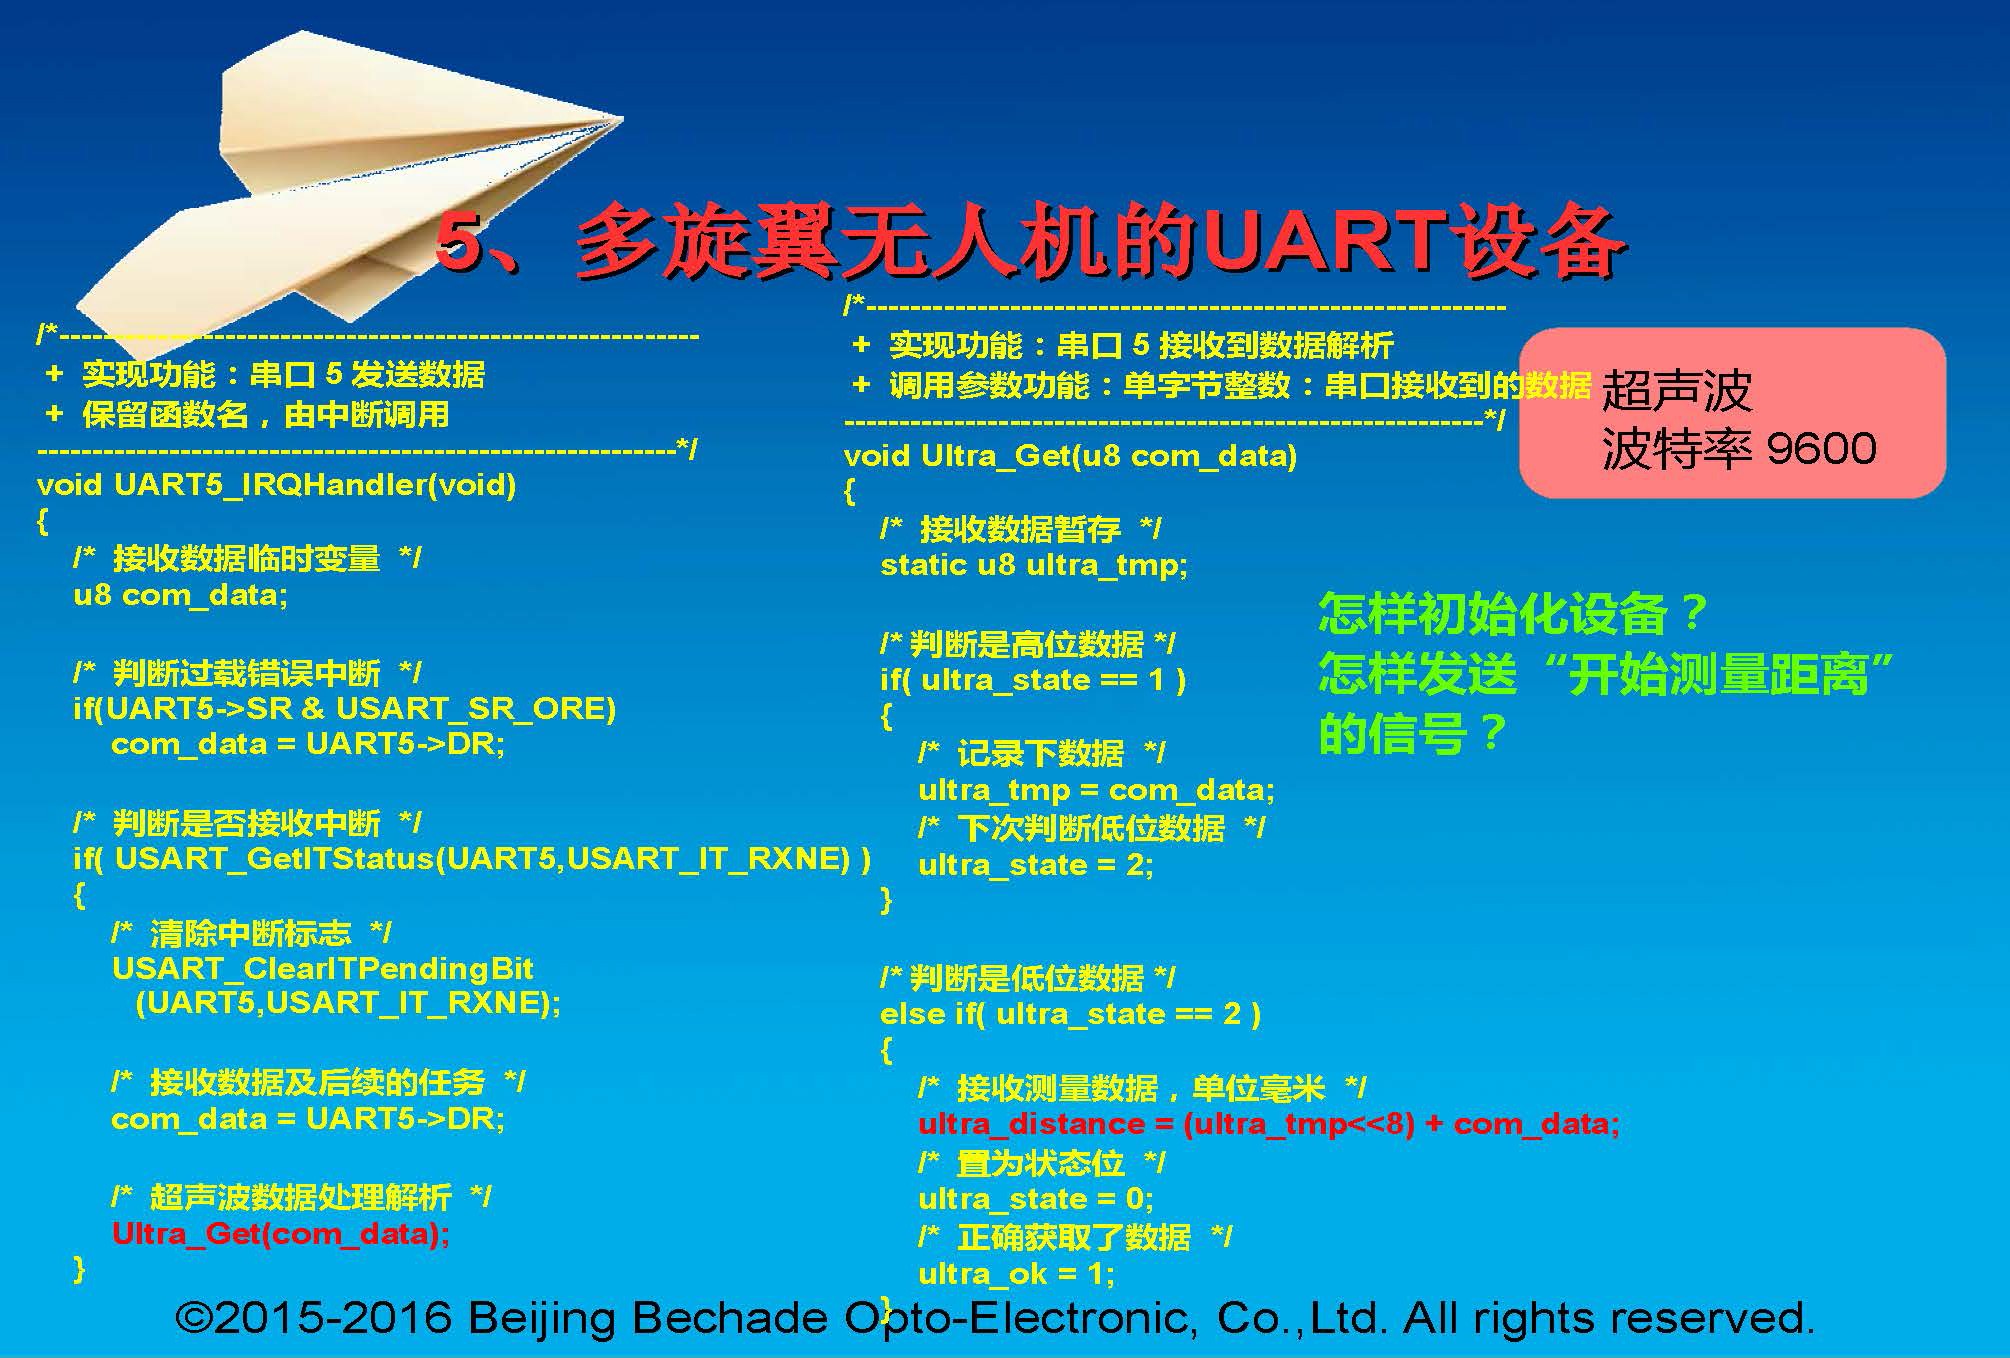 5、多旋翼无人机的UART设备
/*----------------------------------------------------------
+ 实现功能：串口 5 发送数据
+ 保留函数名，由中断调用
----------------------------------------------------------*/
void UART5_IRQHandler(void)
{
/* 接收数据临时变量 */
u8 com_data;
/* 判断过载错误中断 */
if(UART5->SR & USART_SR_ORE)
com_data = UART5->DR;
/* 判断是否接收中断 */
if( USART_GetITStatus(UART5,USART_IT_RXNE) )
{
/* 清除中断标志 */
USART_ClearITPendingBit
(UART5,USART_IT_RXNE);
/* 接收数据及后续的任务 */
com_data = UART5->DR;
/* 超声波数据处理解析 */
Ultra_Get(com_data);
}
/*----------------------------------------------------------
+ 实现功能：串口 5 接收到数据解析
+ 调用参数功能：单字节整数：串口接收到的数据
----------------------------------------------------------*/
void Ultra_Get(u8 com_data)
{
/* 接收数据暂存 */
static u8 ultra_tmp;
/* 判断是高位数据 */
if( ultra_state == 1 )
{
/* 记录下数据 */
ultra_tmp = com_data;
/* 下次判断低位数据 */
ultra_state = 2;
}
/* 判断是低位数据 */
else if( ultra_state == 2 )
{
/* 接收测量数据，单位毫米 */
ultra_distance = (ultra_tmp<<8) + com_data;
/* 置为状态位 */
ultra_state = 0;
/* 正确获取了数据 */
ultra_ok = 1;
}
超声波
波特率 9600
怎样初始化设备？
怎样发送“开始测量距离”
的信号？
©2015-2016 Beijing Bechade Opto-Electronic, Co.,Ltd. All rights reserved.